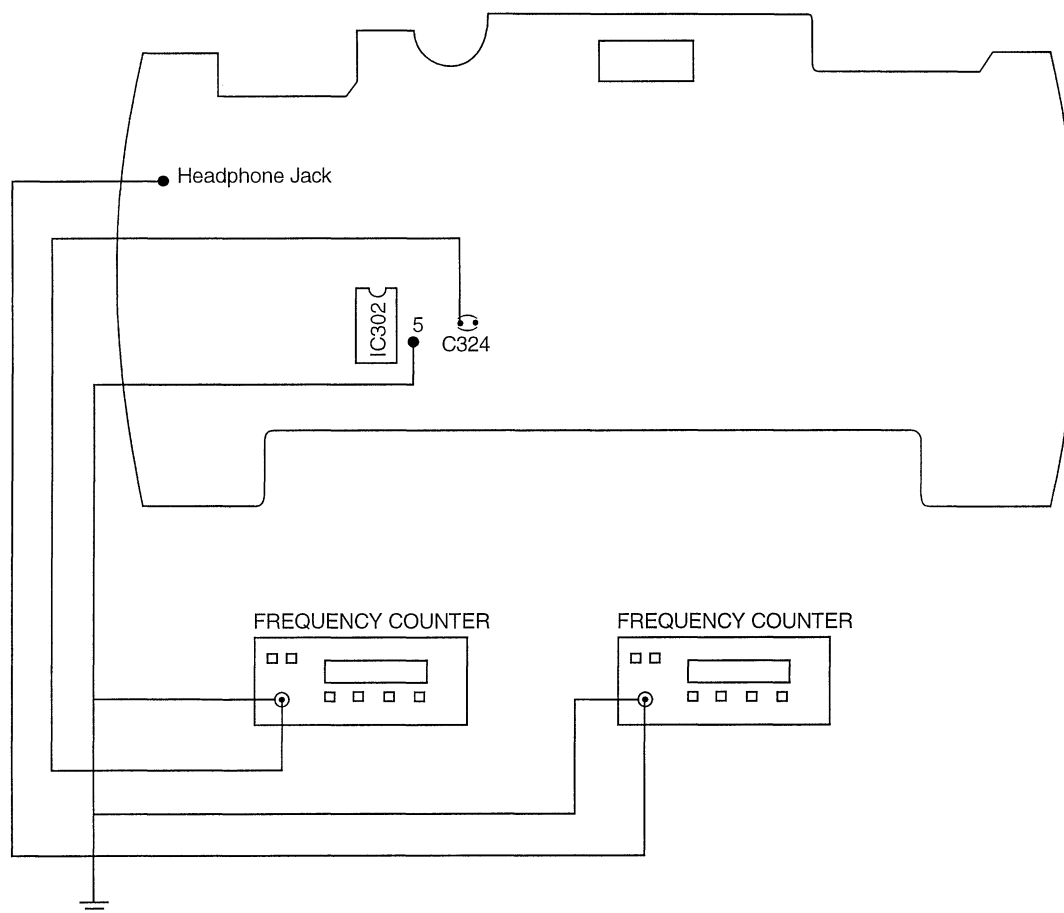 Headphone Jack
IC302
5
C324
FREQUENCY COUNTER
FREQUENCY COUNTER